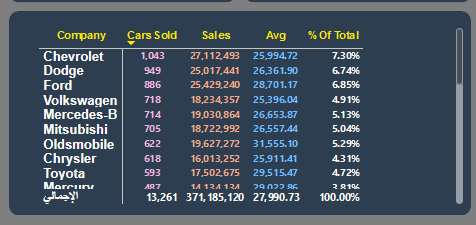 Company Cars Sold Sales Avg % Of Total
Chevrolet 1,043 27,112,493 25,994.72 7.30%
Dodge 949 25,017,441 26,361.90 6.74%
Ford 886 25,429,240 28,701.17 6.85%
Volkswagen 718 18,234,357 25,396.04 4.91%
Mercedes-B 714 19,030,864 26,653.87 5.13%
Mitsubishi 705 18,722,992 26,557.44 5.04%
Oldsmobile 622 19,627,272 31,555.10 5.29%
Chrysler 618 16,013,252 25,911.41 4.31%
Toyota 593 17,502,675 29,515.47 4.72%
Mercury 487 14,134,134 29,022.86 3.81%
الإجمالي 13,261 371,185,120 27,990.73 100.00%